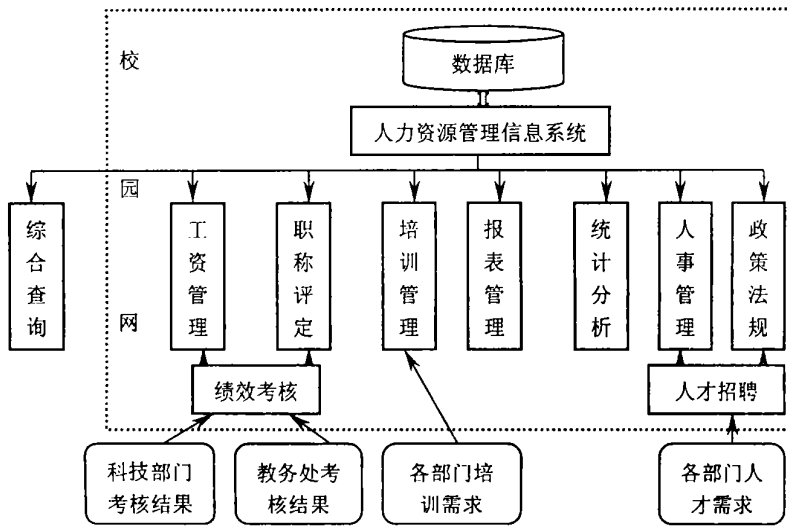 校园网
数据库
人力资源管理信息系统
综合查询
工资管理
职称评定
培训管理
报表管理
统计分析
人事管理
政策法规
绩效考核
人才招聘
科技部门
考核结果
教务处考
核结果
各部门培
训需求
各部门人
才需求